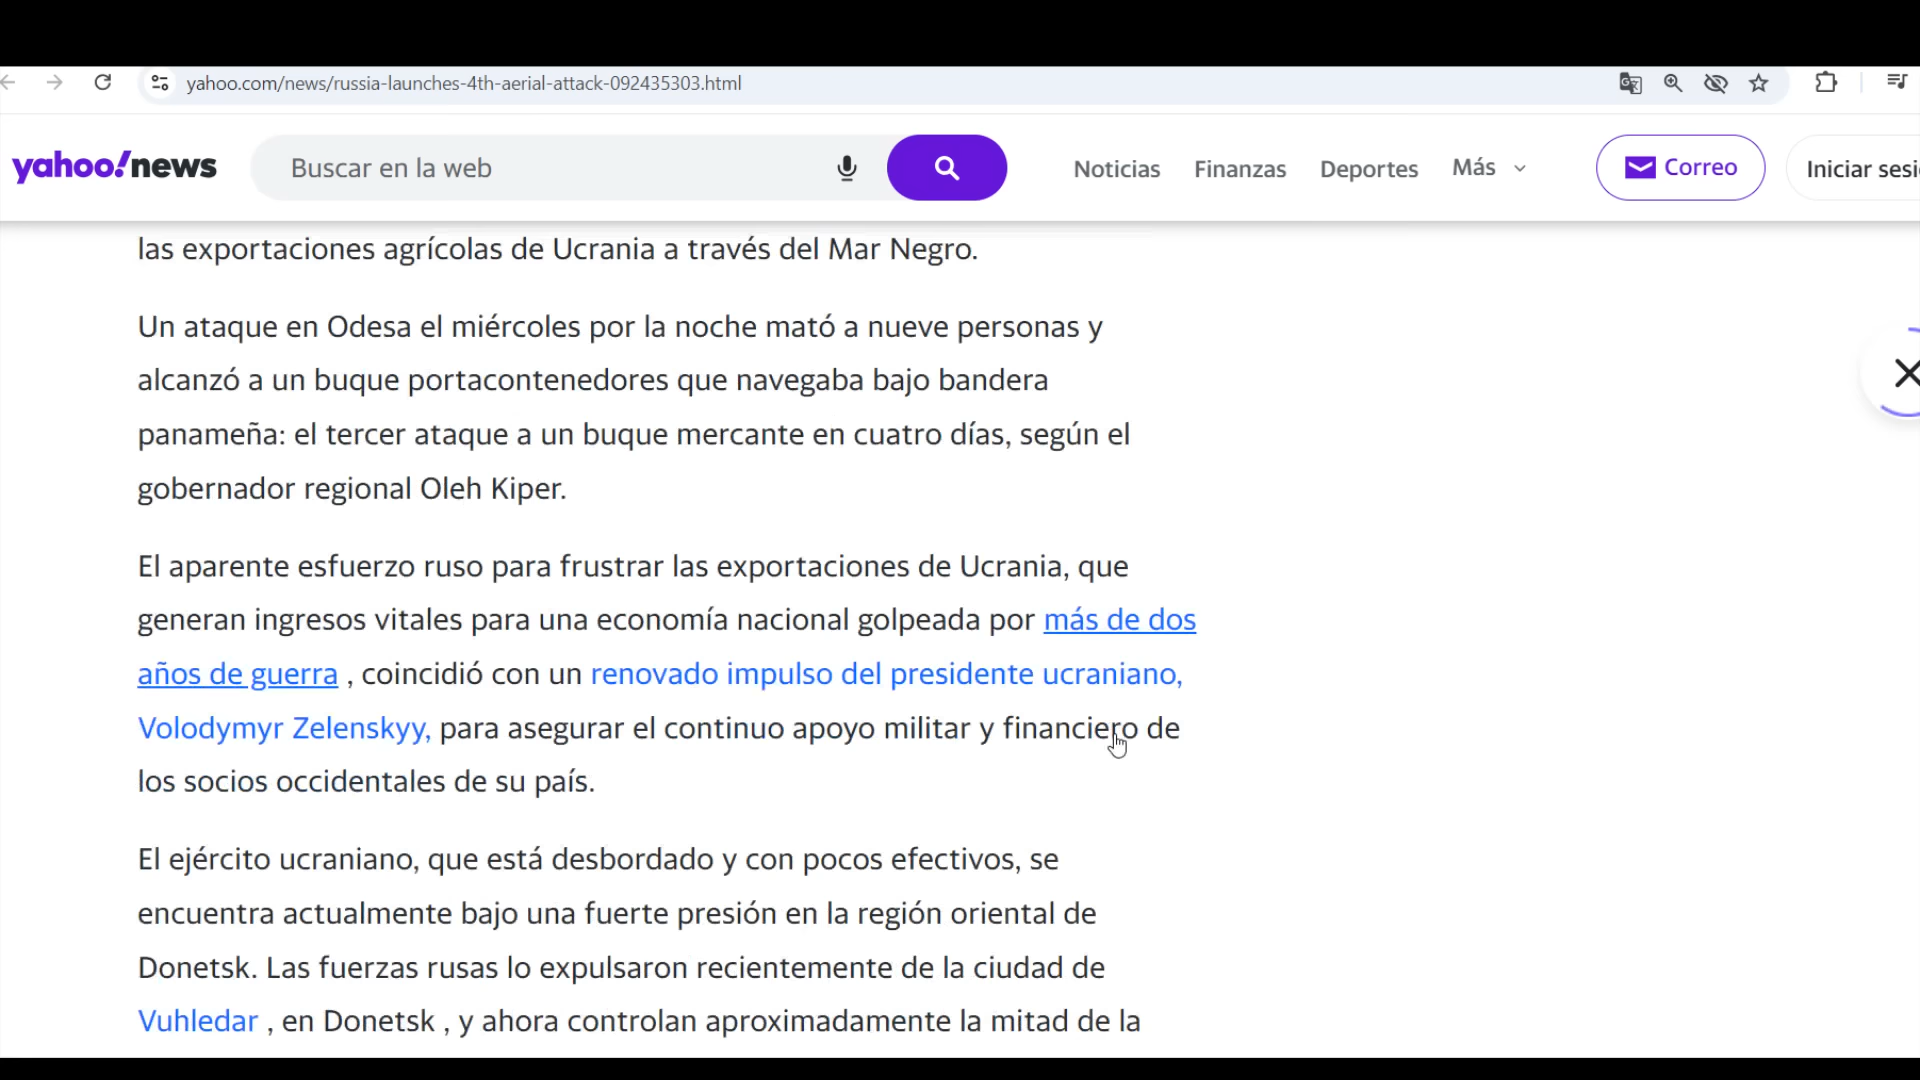 yahoo.com/news/russia-launches-4th-aerial-attack-092435303.html
yahoo!news
Buscar en la web
Noticias Finanzas Deportes Más
Correo
Iniciar sesi
las exportaciones agrícolas de Ucrania a través del Mar Negro.
Un ataque en Odesa el miércoles por la noche mató a nueve personas y
alcanzó a un buque portacontenedores que navegaba bajo bandera
panameña: el tercer ataque a un buque mercante en cuatro días, según el
gobernador regional Oleh Kiper.
El aparente esfuerzo ruso para frustrar las exportaciones de Ucrania, que
generan ingresos vitales para una economía nacional golpeada por más de dos
años de guerra , coincidió con un renovado impulso del presidente ucraniano,
Volodymyr Zelenskyy, para asegurar el continuo apoyo militar y financiero de
los socios occidentales de su país.
El ejército ucraniano, que está desbordado y con pocos efectivos, se
encuentra actualmente bajo una fuerte presión en la región oriental de
Donetsk. Las fuerzas rusas lo expulsaron recientemente de la ciudad de
Vuhledar , en Donetsk , y ahora controlan aproximadamente la mitad de la